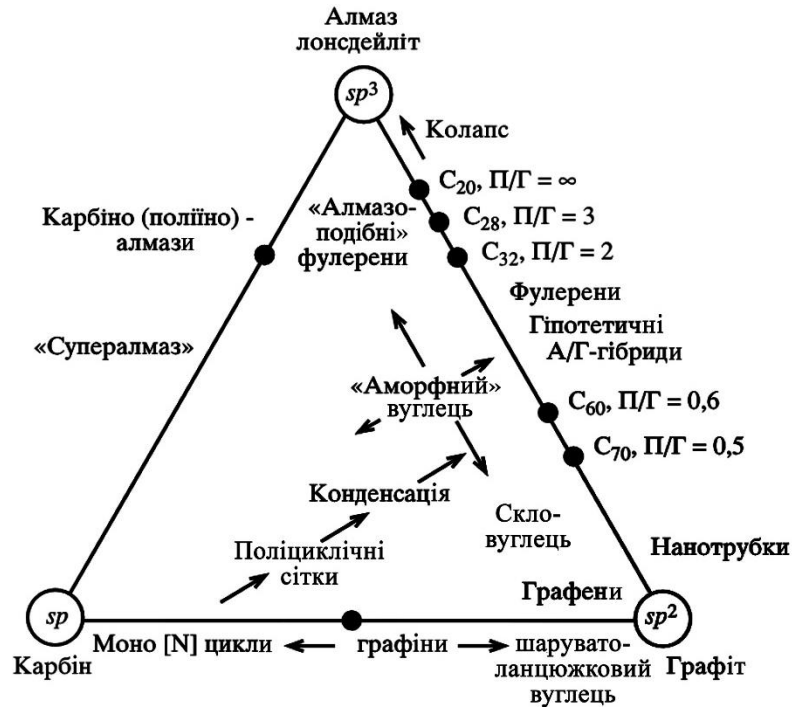 Алмаз
лонсдейліт
sp³
Колапс
C₂₀, П/Г = ∞
Карбіно (поліїно) -
алмази
«Алмазо-
подібні»
фулерени
C₂₈, П/Г = 3
C₃₂, П/Г = 2
Фулерени
«Супералмаз»
Гіпотетичні
А/Г-гібриди
«Аморфний»
вуглець
C₆₀, П/Г = 0,6
C₇₀, П/Г = 0,5
Конденсація
Скло-
вуглець
Поліциклічні
сітки
Нанотрубки
Графени
sp
sp²
Карбін
Моно [N] цикли
графіни
шарувато-
ланцюжковий
вуглець
Графіт